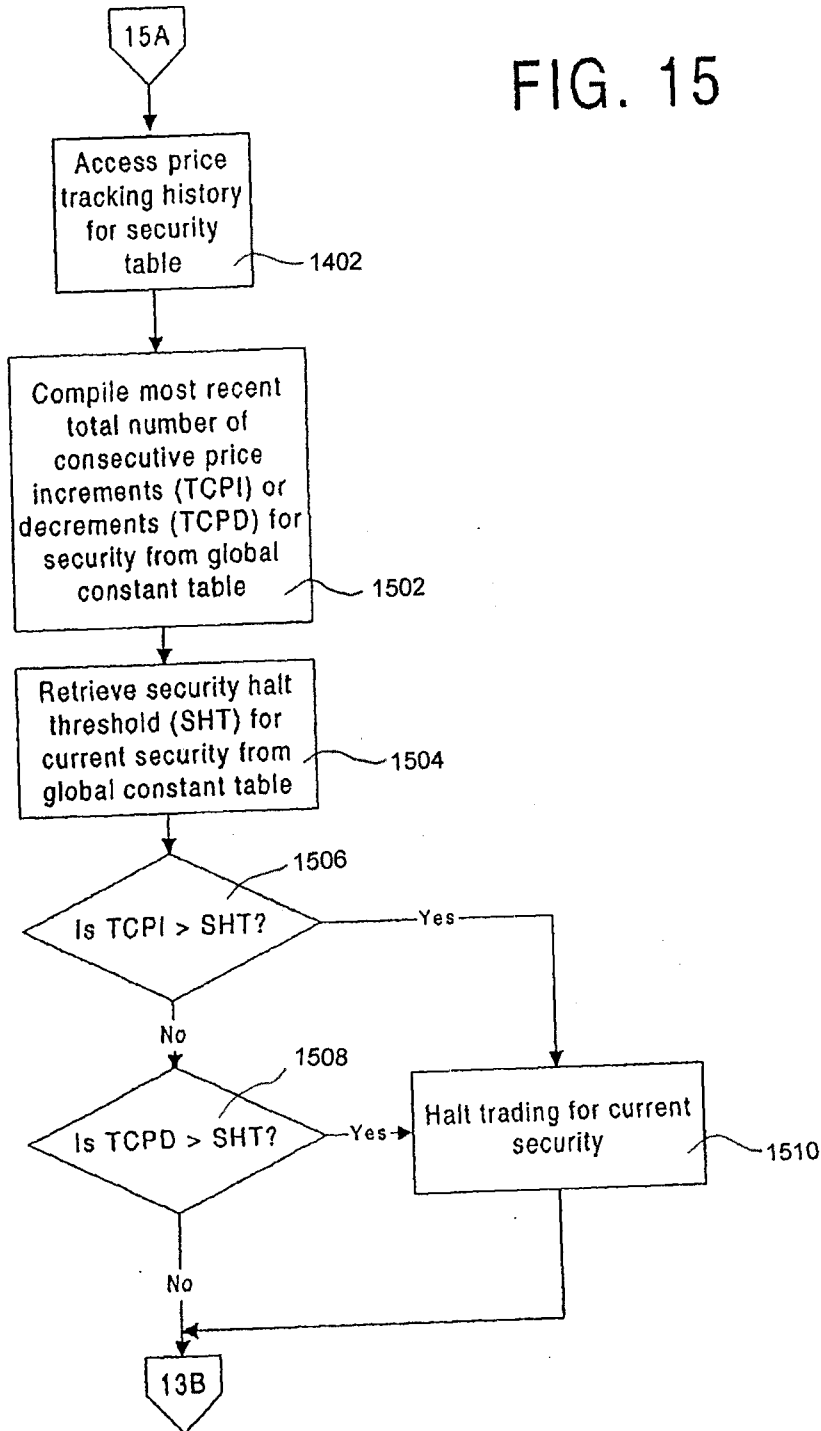 15A
FIG. 15
Access price
tracking history
for security
table
1402
Compile most recent
total number of
consecutive price
increments (TCPI) or
decrements (TCPD) for
security from global
constant table
1502
Retrieve security halt
threshold (SHT) for
current security from
global constant table
1504
1506
Is TCPI > SHT?
Yes
No
1508
Is TCPD > SHT?
Yes
Halt trading for current
security
1510
No
13B